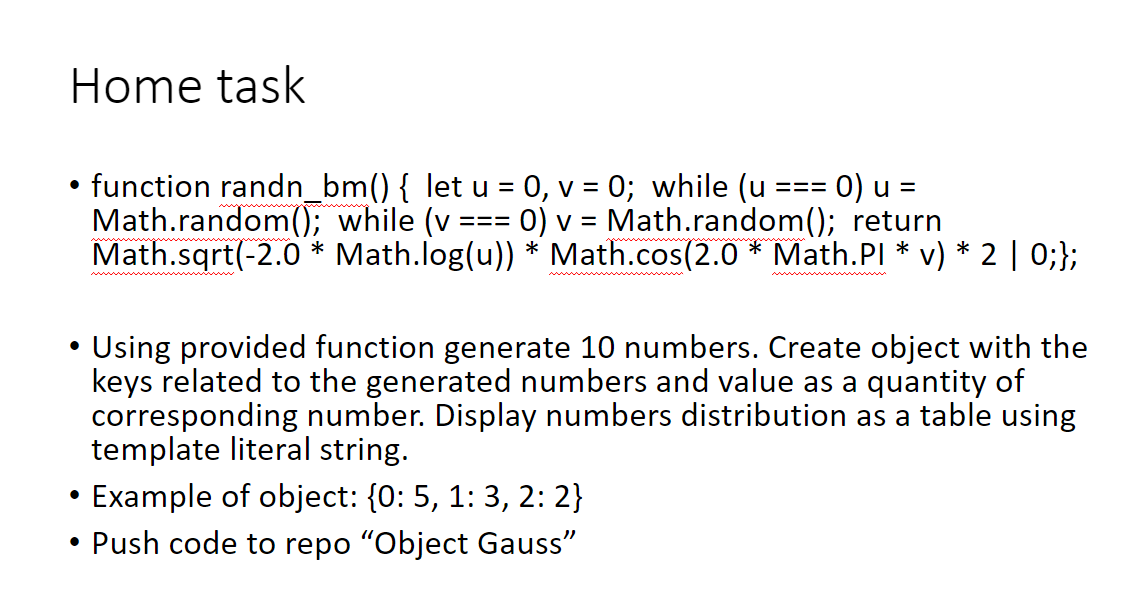 Home task
• function randn_bm() {  let u = 0, v = 0;  while (u === 0) u =
Math.random();  while (v === 0) v = Math.random();  return
Math.sqrt(-2.0 * Math.log(u)) * Math.cos(2.0 * Math.PI * v) * 2 | 0;};
• Using provided function generate 10 numbers. Create object with the
keys related to the generated numbers and value as a quantity of
corresponding number. Display numbers distribution as a table using
template literal string.
• Example of object: {0: 5, 1: 3, 2: 2}
• Push code to repo “Object Gauss”